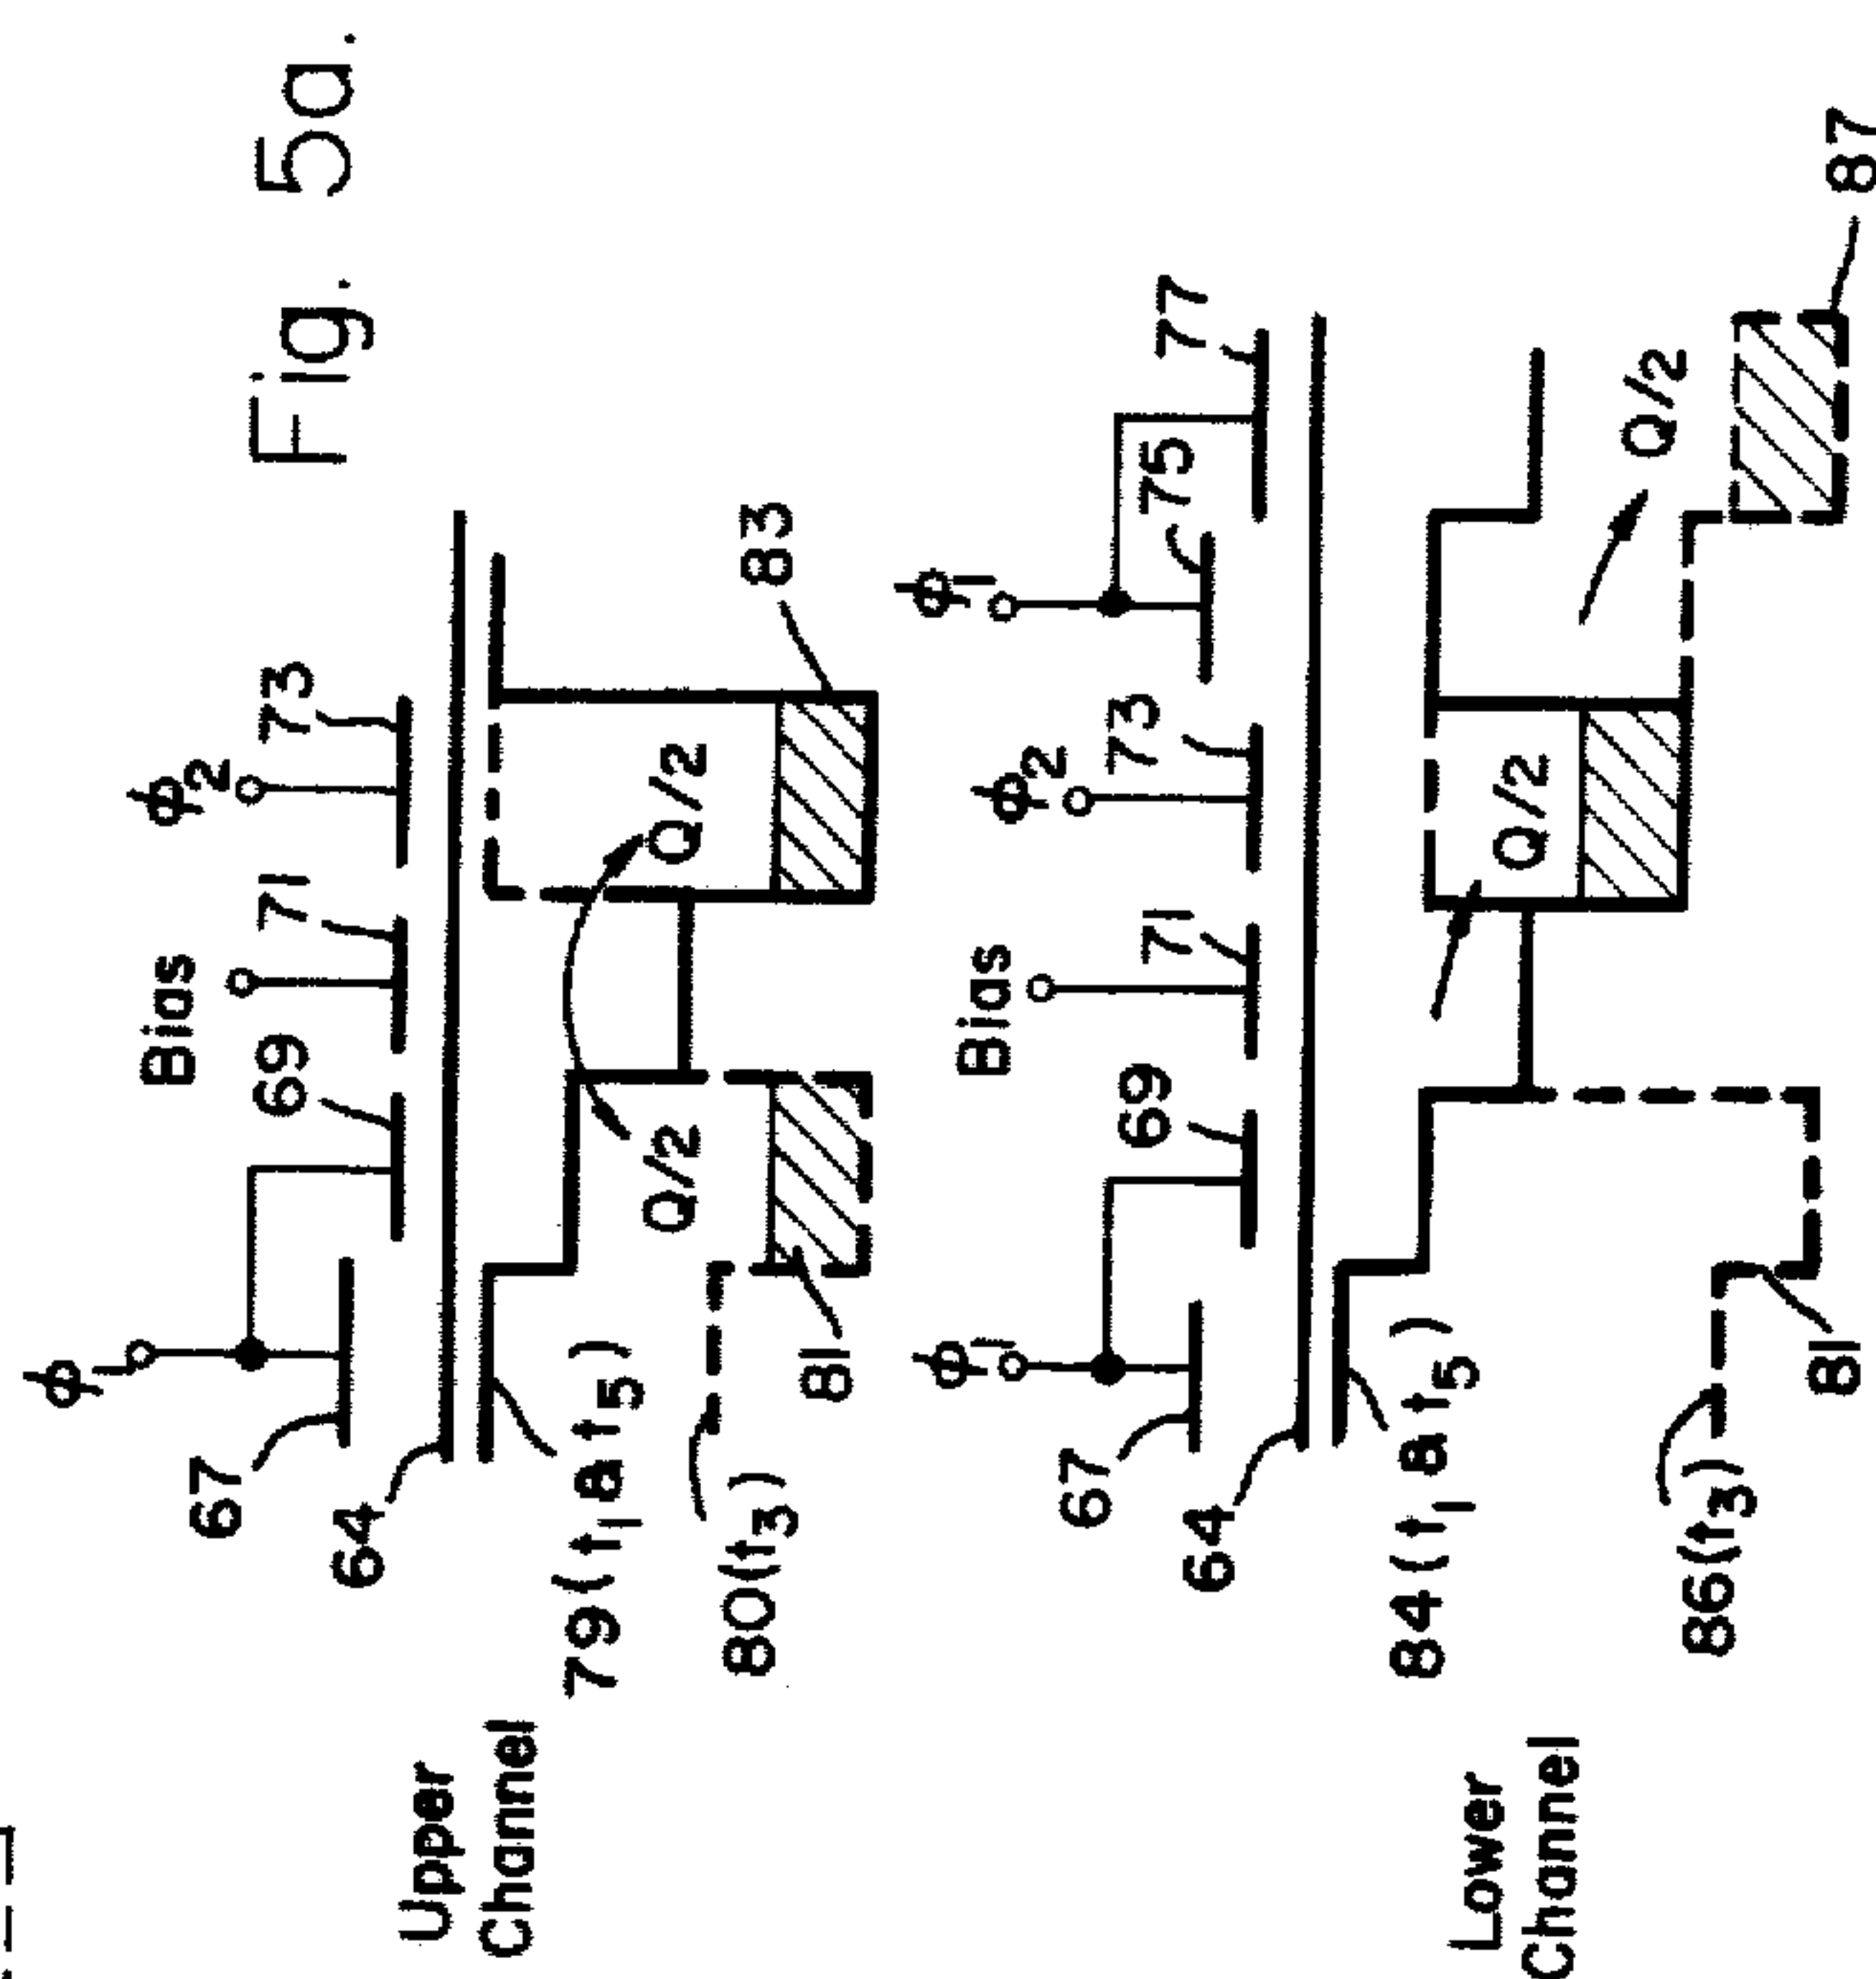 Fig. 5a.
ϕ1
Bias
ϕ2
67
69
71
73
64
79(t1 & t5)
Q/2
Q/2
80(t3)
81
83
Upper
Channel
ϕ1
Bias
ϕ2
ϕ1
67
69
71
73
75
77
64
84(t1 & t5)
Q/2
Q/2
86(t3)
81
87
Lower
Channel